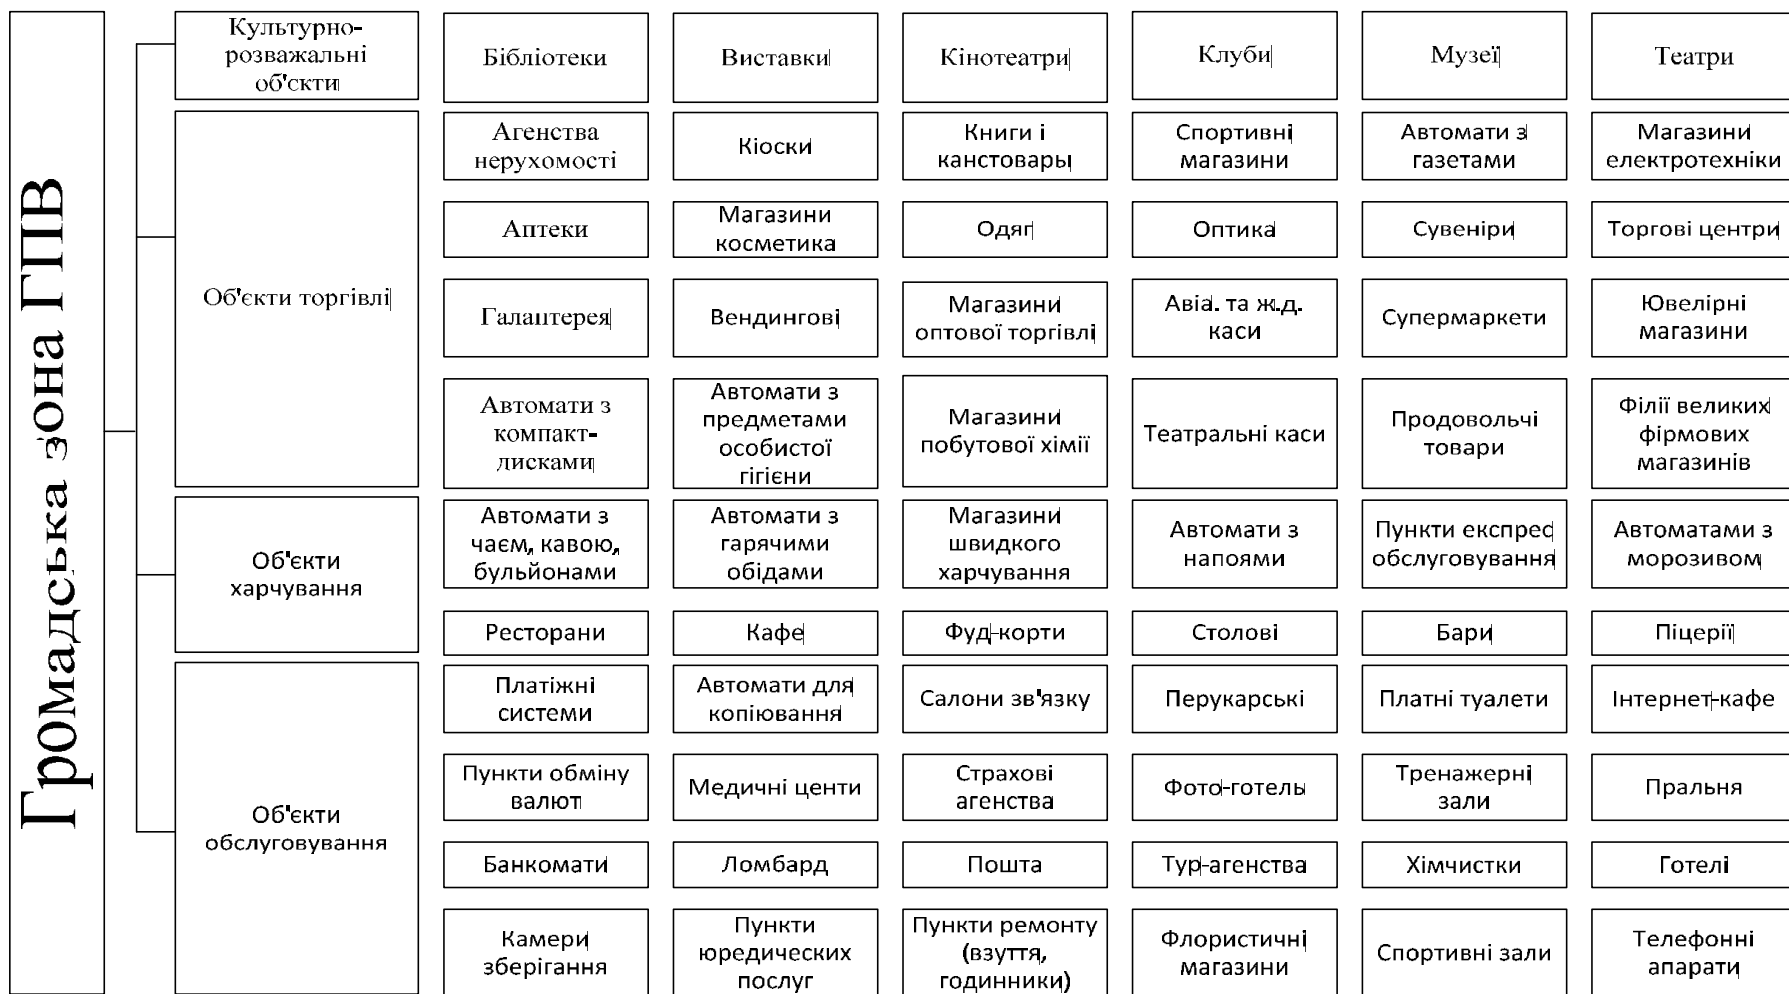 Громадська зона ГПВ
Культурно-
розважальні
об'єкти
Бібліотеки
Виставки
Кінотеатри
Клуби
Музеї
Театри
Об'єкти торгівлі
Агенства
нерухомості
Кіоски
Книги і
канстовары
Спортивні
магазини
Автомати з
газетами
Магазини
електротехніки
Аптеки
Магазини
косметика
Одяг
Оптика
Сувеніри
Торгові центри
Галантерея
Вендингові
Магазини
оптової торгівлі
Авіа. та ж.д.
каси
Супермаркети
Ювелірні
магазини
Автомати з
компакт-
дисками
Автомати з
предметами
особистої
гігієни
Магазини
побутової хімії
Театральні каси
Продовольчі
товари
Філії великих
фірмових
магазинів
Об'єкти
харчування
Автомати з
чаєм, кавою,
бульйонами
Автомати з
гарячими
обідами
Магазини
швидкого
харчування
Автомати з
напоями
Пункти експрес
обслуговування
Автоматами з
морозивом
Ресторани
Кафе
Фуд-корти
Столові
Бари
Піцерії
Об'єкти
обслуговування
Платіжні
системи
Автомати для
копіювання
Салони зв'язку
Перукарські
Платні туалети
Інтернет-кафе
Пункти обміну
валют
Медичні центи
Страхові
агенства
Фото-готель
Тренажерні
зали
Пральня
Банкомати
Ломбард
Пошта
Тур-агенства
Хімчистки
Готелі
Камери
зберігання
Пункти
юредических
послуг
Пункти ремонту
(взуття,
годинники)
Флористичні
магазини
Спортивні зали
Телефонні
апарати